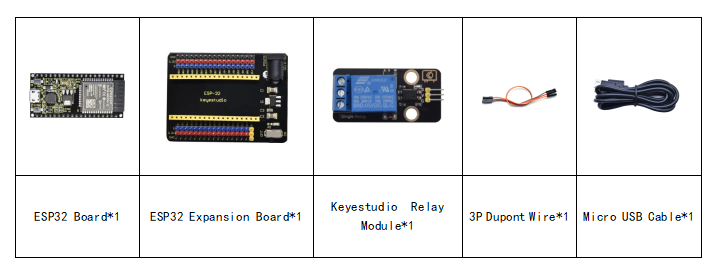 ESP-32
keyestudio
ESP32 Board*1
ESP32 Expansion Board*1
Keyestudio Relay
Module*1
3P Dupont Wire*1
Micro USB Cable*1